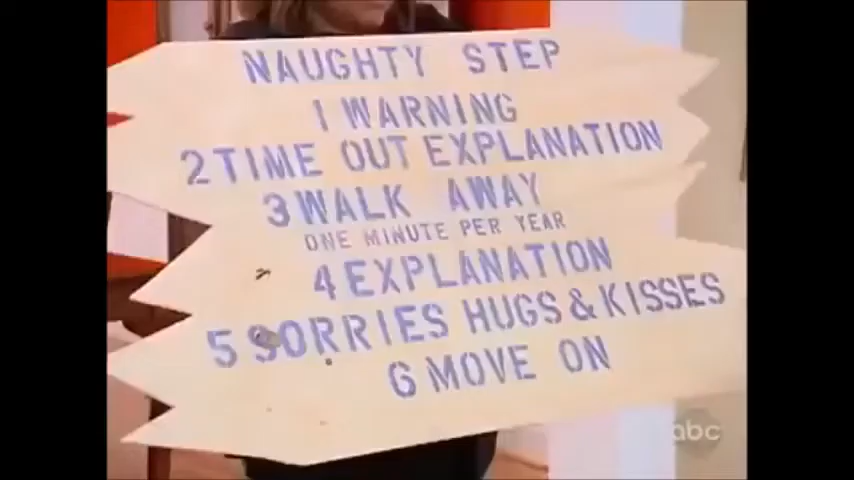 NAUGHTY STEP
1 WARNING
2 TIME OUT EXPLANATION
3 WALK AWAY
ONE MINUTE PER YEAR
4 EXPLANATION
5 SORRIES HUGS & KISSES
6 MOVE ON
abc